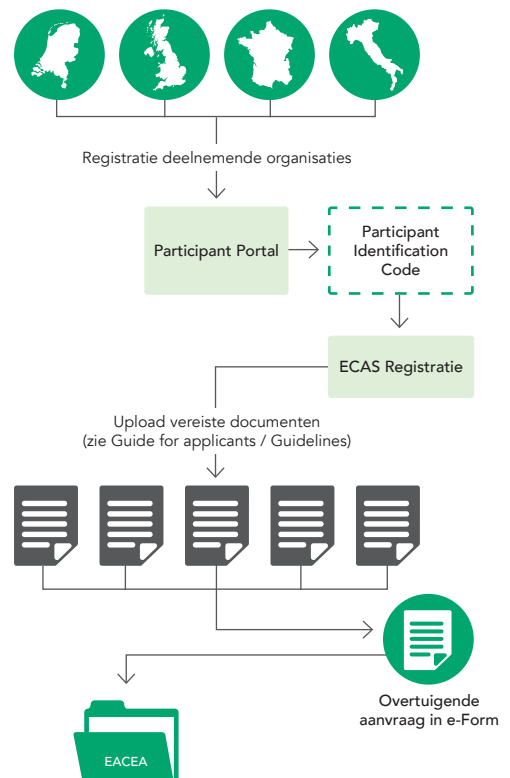 Registratie deelnemende organisaties
Participant Portal
Participant
Identification
Code
ECAS Registratie
Upload vereiste documenten
(zie Guide for applicants / Guidelines)
Overtuigende
aanvraag in e-Form
EACEA